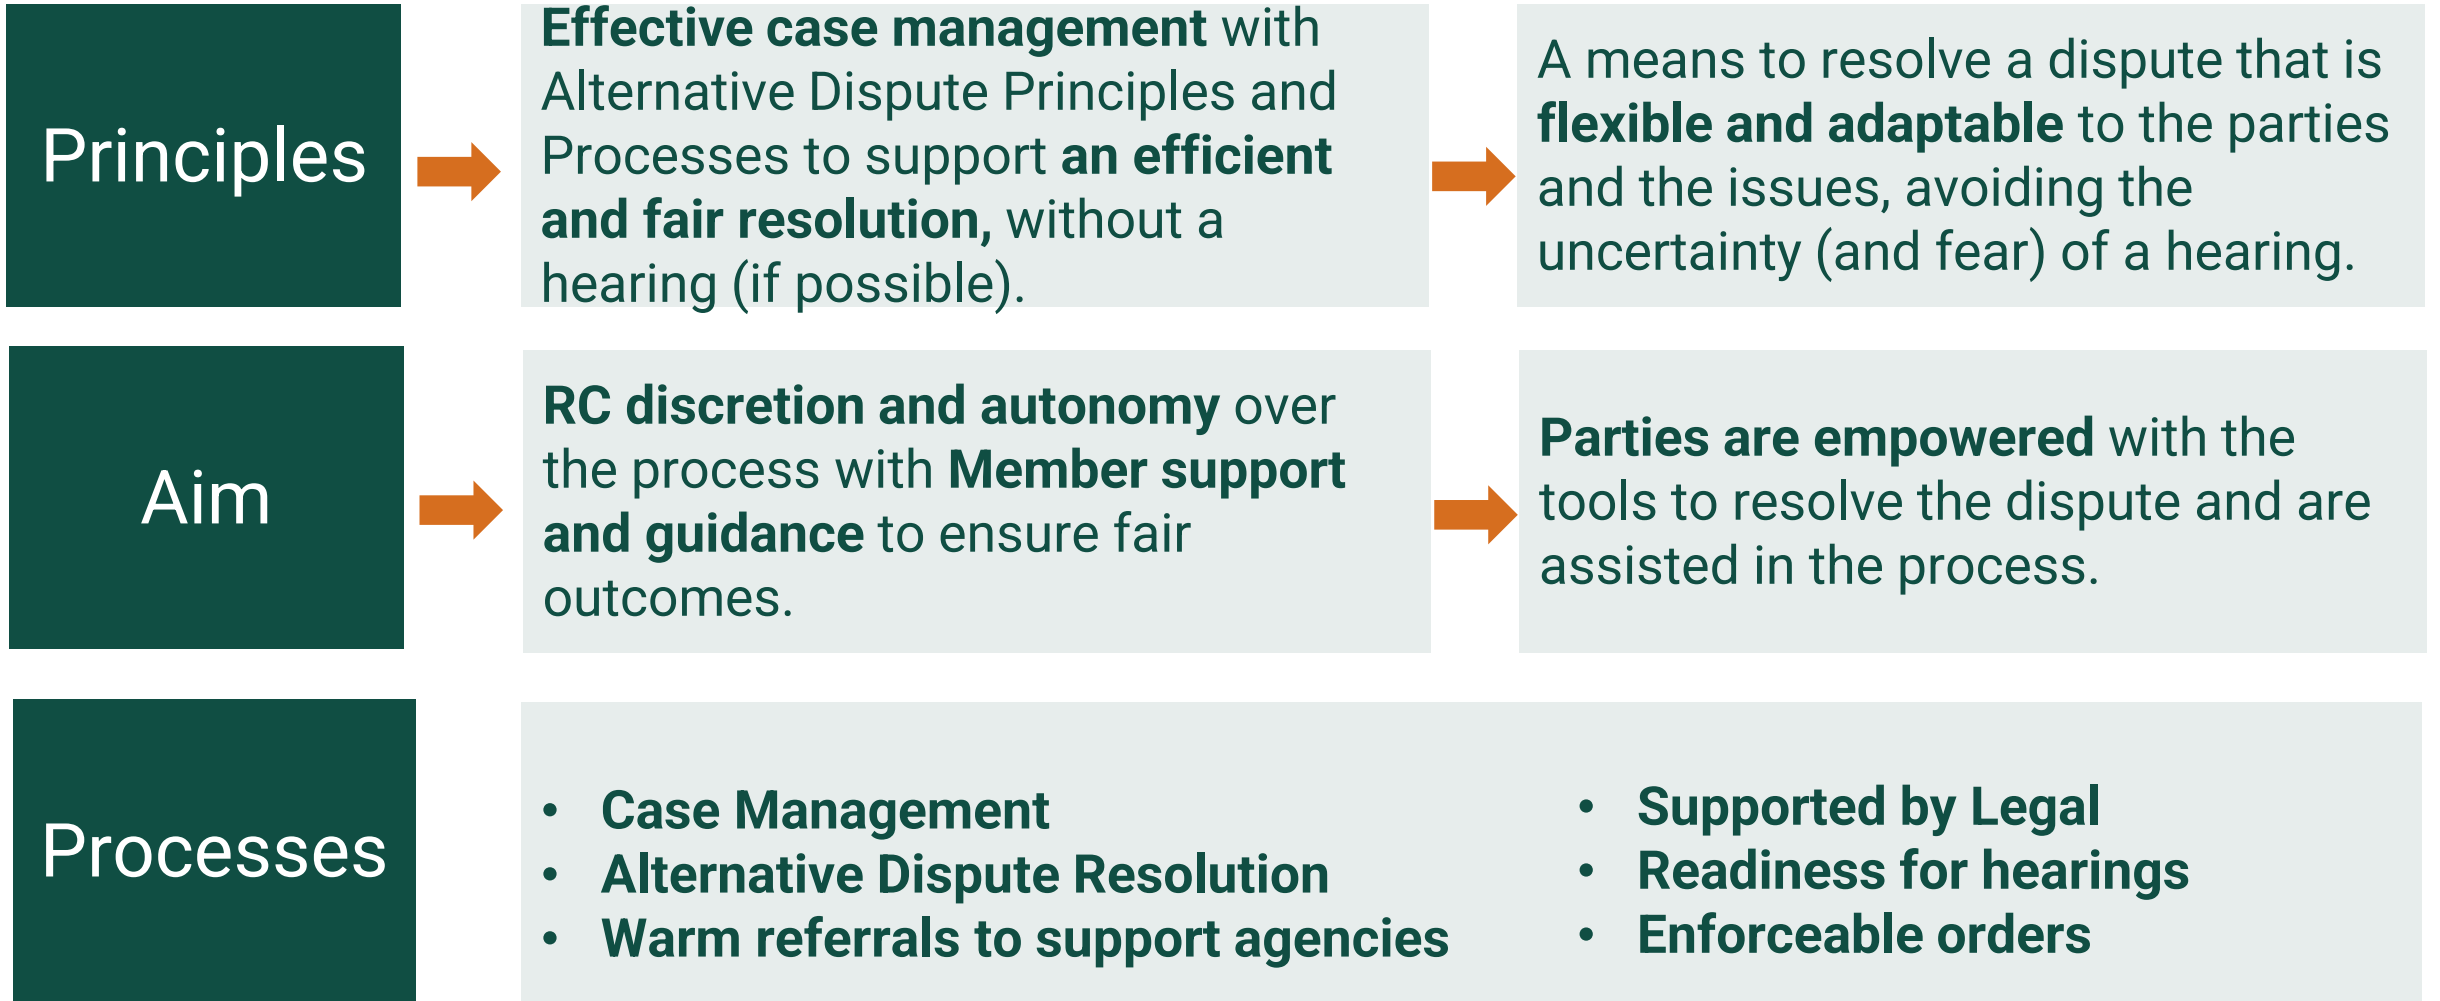 Principles
Effective case management with
Alternative Dispute Principles and
Processes to support an efficient
and fair resolution, without a
hearing (if possible).
A means to resolve a dispute that is
flexible and adaptable to the parties
and the issues, avoiding the
uncertainty (and fear) of a hearing.
Aim
RC discretion and autonomy over
the process with Member support
and guidance to ensure fair
outcomes.
Parties are empowered with the
tools to resolve the dispute and are
assisted in the process.
Processes
• Case Management
• Alternative Dispute Resolution
• Warm referrals to support agencies
• Supported by Legal
• Readiness for hearings
• Enforceable orders